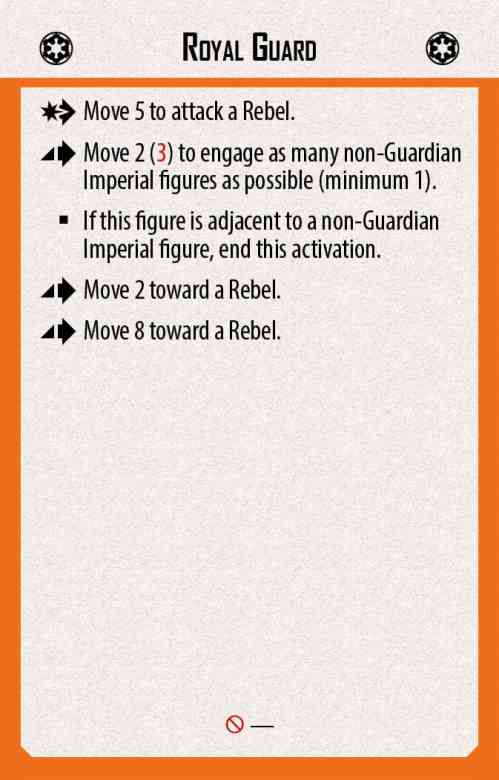 Royal Guard
Move 5 to attack a Rebel.
Move 2 (3) to engage as many non-Guardian
Imperial figures as possible (minimum 1).
▪ If this figure is adjacent to a non-Guardian
Imperial figure, end this activation.
Move 2 toward a Rebel.
Move 8 toward a Rebel.
—